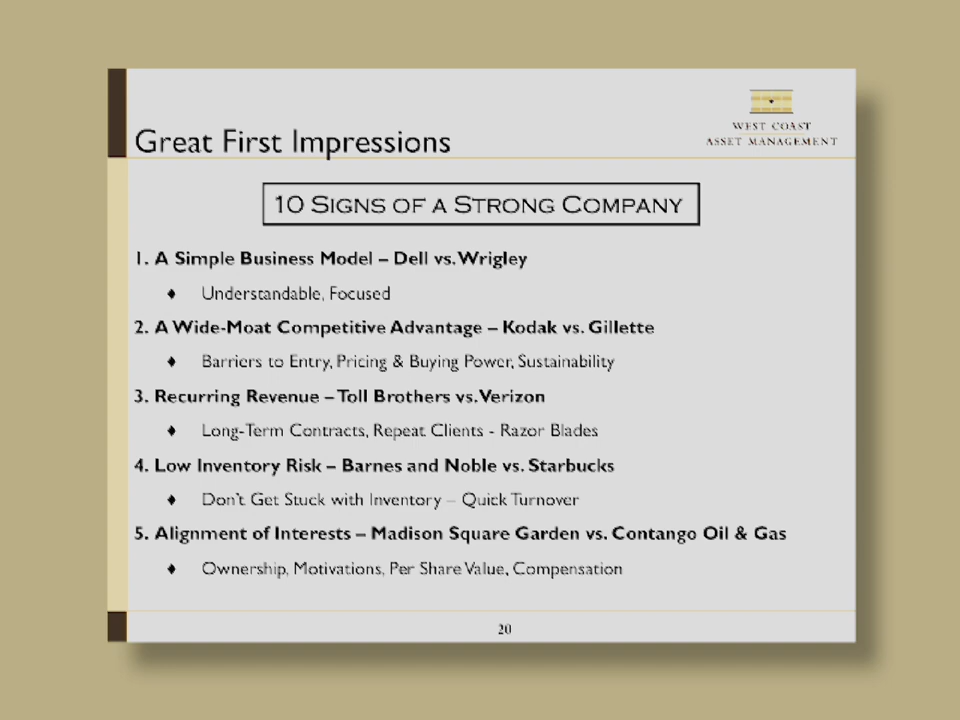 Great First Impressions
WEST COAST
ASSET MANAGEMENT
10 SIGNS OF A STRONG COMPANY
1. A Simple Business Model – Dell vs. Wrigley
♦ Understandable, Focused
2. A Wide-Moat Competitive Advantage – Kodak vs. Gillette
♦ Barriers to Entry, Pricing & Buying Power, Sustainability
3. Recurring Revenue – Toll Brothers vs. Verizon
♦ Long-Term Contracts, Repeat Clients - Razor Blades
4. Low Inventory Risk – Barnes and Noble vs. Starbucks
♦ Don't Get Stuck with Inventory – Quick Turnover
5. Alignment of Interests – Madison Square Garden vs. Contango Oil & Gas
♦ Ownership, Motivations, Per Share Value, Compensation
20